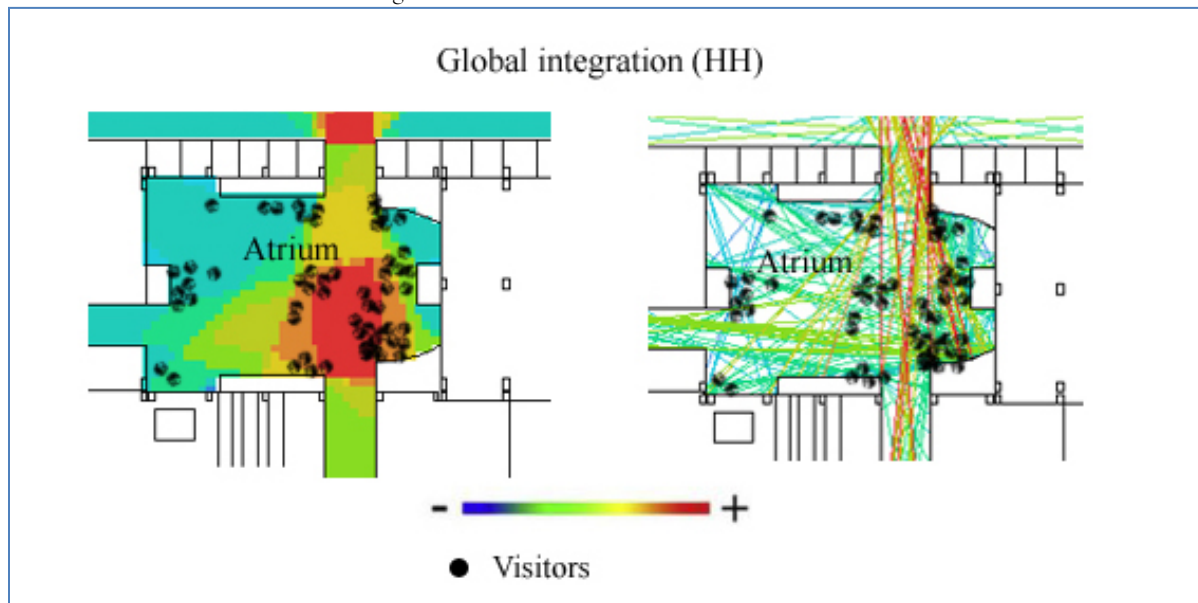 Global integration (HH)
Atrium
Atrium
- +
Visitors